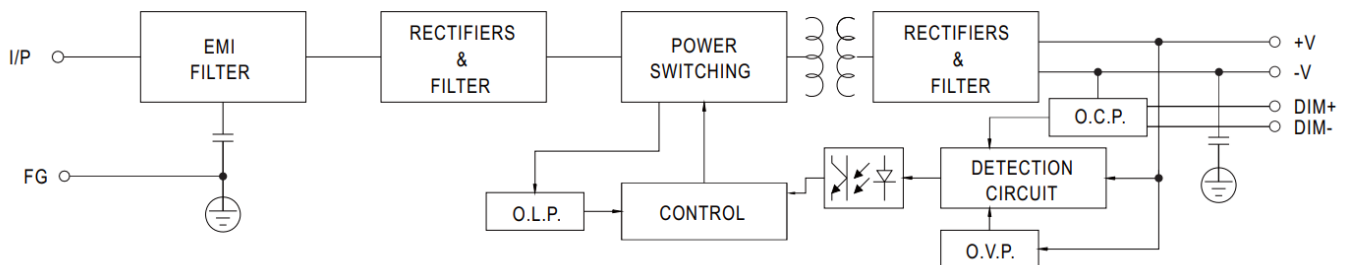 I/P
EMI
FILTER
RECTIFIERS
&
FILTER
POWER
SWITCHING
RECTIFIERS
&
FILTER
+V
-V
DIM+
DIM-
O.C.P.
FG
O.L.P.
CONTROL
DETECTION
CIRCUIT
O.V.P.